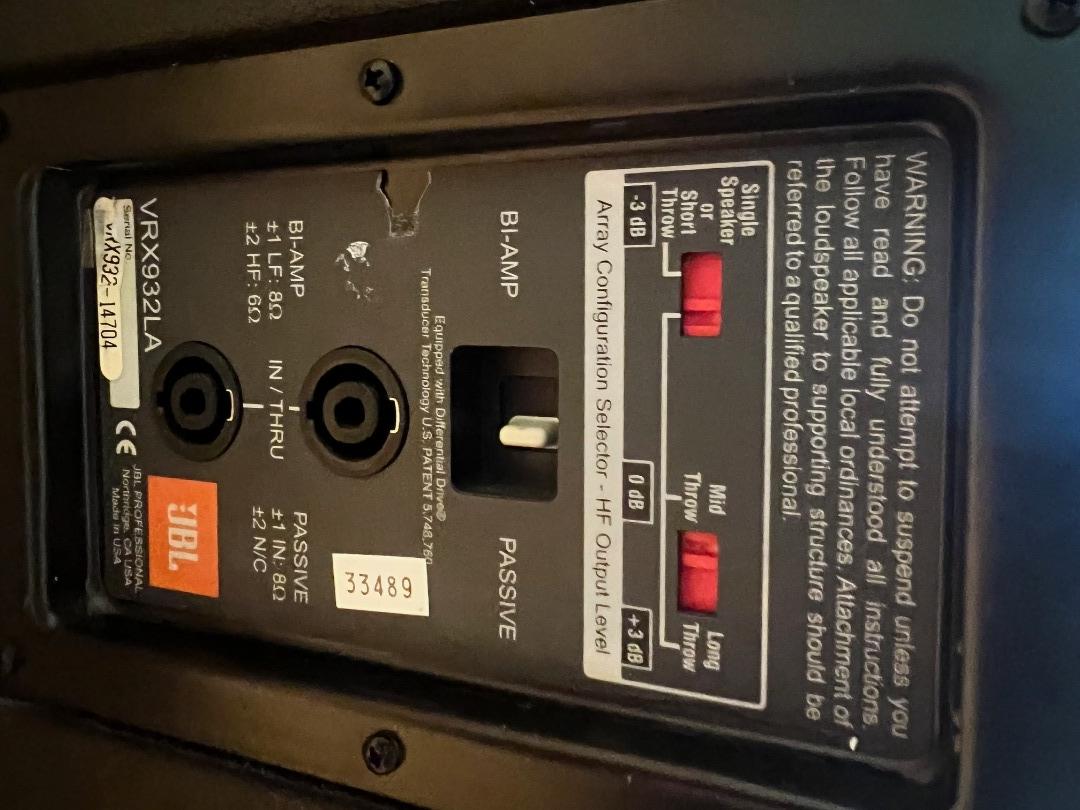 WARNING: Do not attempt to suspend unless you
have read and fully understood all instructions.
Follow all applicable local ordinances. Attachment of
the loudspeaker to supporting structure should be
referred to a qualified professional.
Single
Speaker
or
Short
Throw
Mid
Throw
Long
Throw
-3 dB
0 dB
+3 dB
Array Configuration Selector - HF Output Level
BI-AMP
PASSIVE
Equipped with Differential Drive®
Transducer Technology U.S. PATENT 5,748,760
33489
BI-AMP
±1 LF: 8Ω
±2 HF: 6Ω
IN / THRU
PASSIVE
±1 IN: 8Ω
±2 N/C
VRX932LA
Serial No.
VRX932-14704
CE
JBL
JBL PROFESSIONAL
Northridge, CA USA
Made in USA